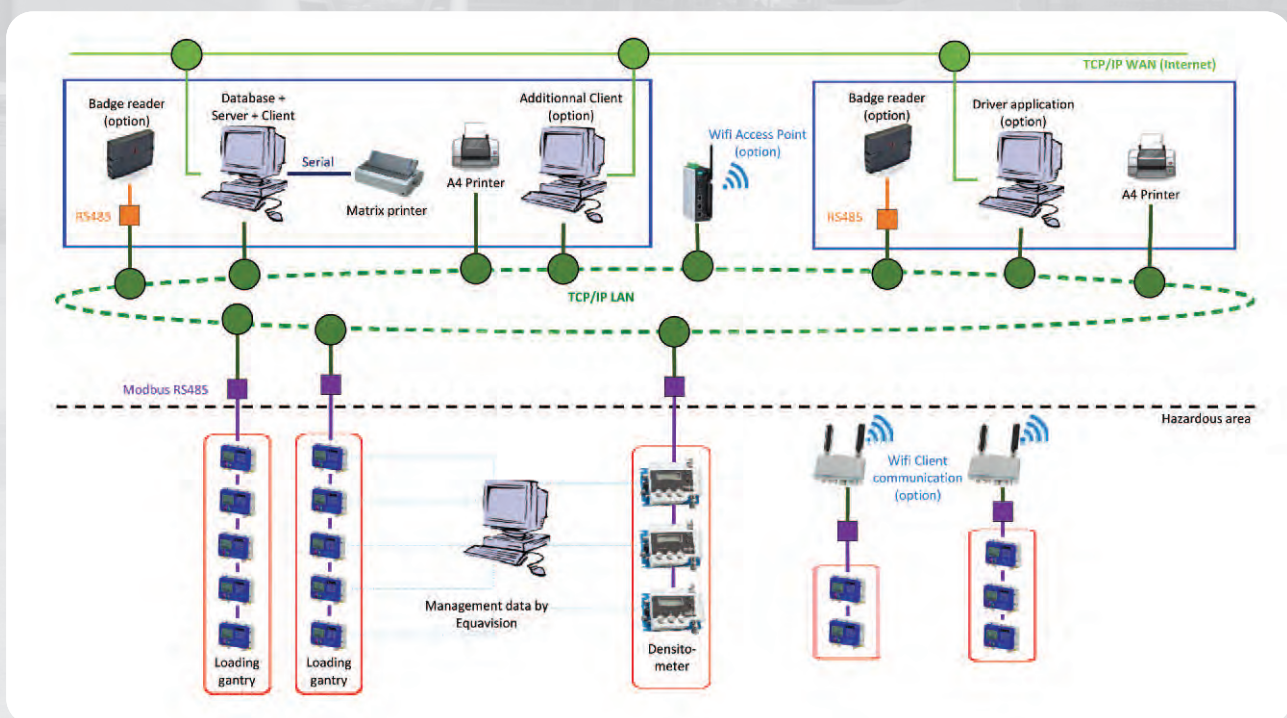 TCP/IP WAN (Internet)
Badge reader
(option)
Database +
Server + Client
Serial
Matrix printer
A4 Printer
Additionnal Client
(option)
RS485
Wifi Access Point
(option)
Badge reader
(option)
Driver application
(option)
A4 Printer
RS485
TCP/IP LAN
Modbus RS485
Hazardous area
Wifi Client
communication
(option)
Management data by
Equavision
Loading
gantry
Loading
gantry
Densito-
meter